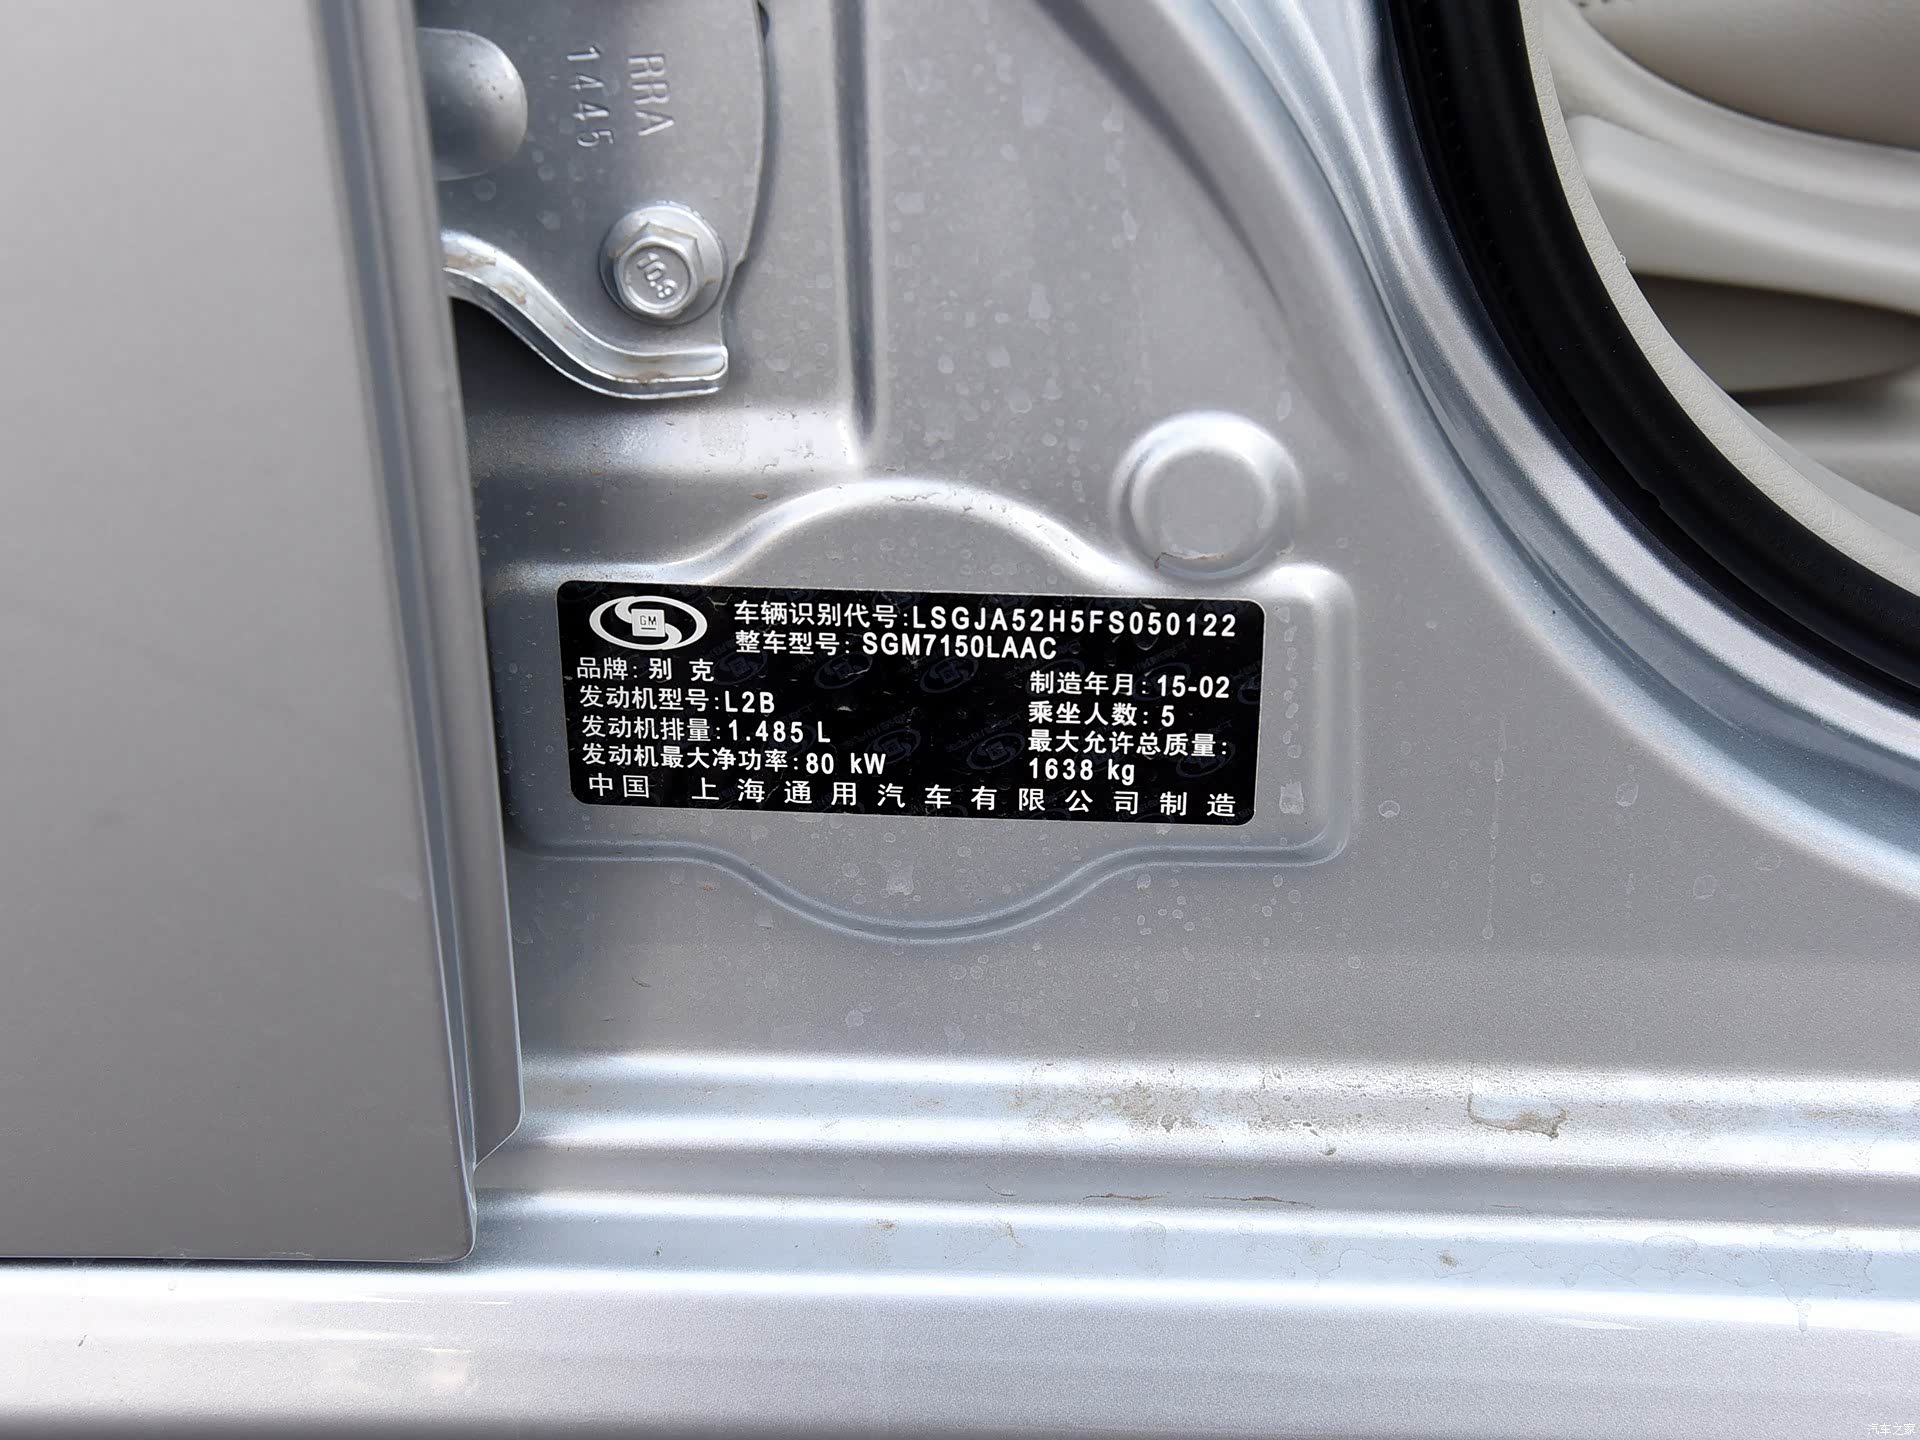 RRA
14445
10.9
GM
车辆识别代号:LSGJA52H5FS050122
整车型号: SGM7150LAAC
品牌: 别 克
制造年月: 15-02
发动机型号:L2B
乘坐人数: 5
发动机排量:1.485 L
最大允许总质量:
发动机最大净功率:80 kW
1638 kg
中国 上海通用汽车有限公司制造
汽车之家